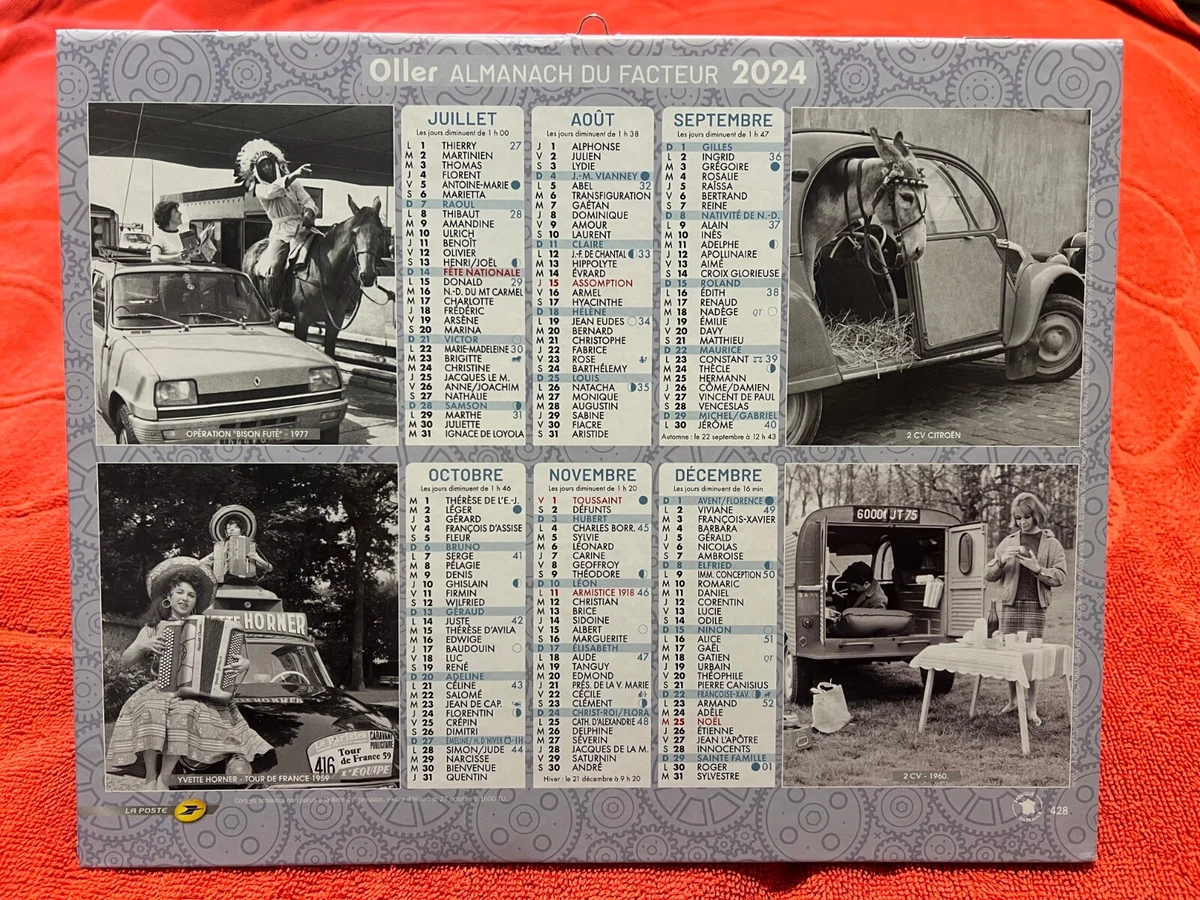 Oller ALMANACH DU FACTEUR 2024
JUILLET
Les jours diminuent de 1 h 00
L 1 THIERRY 27
M 2 MARTINIEN
M 3 THOMAS
J 4 FLORENT
V 5 ANTOINE-MARIE
S 6 MARIETTA
D 7 RAOUL
L 8 THIBAUT 28
M 9 AMANDINE
M 10 ULRICH
J 11 BENOÎT
V 12 OLIVIER
S 13 HENRI/JOËL
D 14 FÊTE NATIONALE
L 15 DONALD 29
M 16 N.-D. DU MT CARMEL
M 17 CHARLOTTE
J 18 FRÉDÉRIC
V 19 ARSÈNE
S 20 MARINA
D 21 VICTOR
L 22 MARIE-MADELEINE 30
M 23 BRIGITTE
M 24 CHRISTINE
J 25 JACQUES LE M.
V 26 ANNE/JOACHIM
S 27 NATHALIE
D 28 SAMSON
L 29 MARTHE 31
M 30 JULIETTE
M 31 IGNACE DE LOYOLA
AOÛT
Les jours diminuent de 1 h 38
J 1 ALPHONSE
V 2 JULIEN
S 3 LYDIE
D 4 J.-M. VIANNEY
L 5 ABEL 32
M 6 TRANSFIGURATION
M 7 GAÉTAN
J 8 DOMINIQUE
V 9 AMOUR
S 10 LAURENT
D 11 CLAIRE
L 12 J.-F. DE CHANTAL 33
M 13 HIPPOLYTE
M 14 ÉVRARD
J 15 ASSOMPTION
V 16 ARMEL
S 17 HYACINTHE
D 18 HÉLÈNE
L 19 JEAN EUDES 34
M 20 BERNARD
M 21 CHRISTOPHE
J 22 FABRICE
V 23 ROSE
S 24 BARTHÉLEMY
D 25 LOUIS
L 26 NATACHA 35
M 27 MONIQUE
M 28 AUGUSTIN
J 29 SABINE
V 30 FIACRE
S 31 ARISTIDE
SEPTEMBRE
Les jours diminuent de 1 h 47
D 1 GILLES
L 2 INGRID 36
M 3 GRÉGOIRE
M 4 ROSALIE
J 5 RAÏSSA
V 6 BERTRAND
S 7 REINE
D 8 NATIVITÉ DE N.-D.
L 9 ALAIN 37
M 10 INÈS
M 11 ADELPHE
J 12 APOLLINAIRE
V 13 AIMÉ
S 14 CROIX GLORIEUSE
D 15 ROLAND
L 16 ÉDITH 38
M 17 RENAUD
M 18 NADÈGE QT
J 19 ÉMILIE
V 20 DAVY
S 21 MATTHIEU
D 22 MAURICE
L 23 CONSTANT 39
M 24 THÈCLE
M 25 HERMANN
J 26 CÔME/DAMIEN
V 27 VINCENT DE PAUL
S 28 VENCESLAS
D 29 MICHEL/GABRIEL
L 30 JÉRÔME 40
Automne : le 22 septembre à 12 h 43
OPÉRATION "BISON FUTÉ" - 1977
2 CV CITROËN
OCTOBRE
Les jours diminuent de 1 h 46
M 1 THÉRÈSE DE L'E.-J.
M 2 LÉGER
J 3 GÉRARD
V 4 FRANÇOIS D'ASSISE
S 5 FLEUR
D 6 BRUNO
L 7 SERGE 41
M 8 PÉLAGIE
M 9 DENIS
J 10 GHISLAIN
V 11 FIRMIN
S 12 WILFRIED
D 13 GÉRAUD
L 14 JUSTE 42
M 15 THÉRÈSE D'AVILA
M 16 EDWIGE
J 17 BAUDOUIN
V 18 LUC
S 19 RENÉ
D 20 ADELINE
L 21 CÉLINE 43
M 22 SALOMÉ
M 23 JEAN DE CAP.
J 24 FLORENTIN
V 25 CRÉPIN
S 26 DIMITRI
D 27 ÉMELINE/H. D'HIVER -1H
L 28 SIMON/JUDE 44
M 29 NARCISSE
M 30 BIENVENUE
J 31 QUENTIN
NOVEMBRE
Les jours diminuent de 1 h 20
V 1 TOUSSAINT
S 2 DÉFUNTS
D 3 HUBERT
L 4 CHARLES BORR. 45
M 5 SYLVIE
M 6 LÉONARD
J 7 CARINE
V 8 GEOFFROY
S 9 THÉODORE
D 10 LÉON
L 11 ARMISTICE 1918 46
M 12 CHRISTIAN
M 13 BRICE
J 14 SIDOINE
V 15 ALBERT
S 16 MARGUERITE
D 17 ÉLISABETH
L 18 AUDE 47
M 19 TANGUY
M 20 EDMOND
J 21 PRÉS. DE LA V. MARIE
V 22 CÉCILE
S 23 CLÉMENT
D 24 CHRIST-ROI/FLORA
L 25 CATH. D'ALEXANDRIE 48
M 26 DELPHINE
M 27 SÉVERIN
J 28 JACQUES DE LA M.
V 29 SATURNIN
S 30 ANDRÉ
Hiver : le 21 décembre à 9 h 20
DÉCEMBRE
Les jours diminuent de 16 min
D 1 AVENT/FLORENCE
L 2 VIVIANE 49
M 3 FRANÇOIS-XAVIER
M 4 BARBARA
J 5 GÉRALD
V 6 NICOLAS
S 7 AMBROISE
D 8 ELFRIED
L 9 IMM. CONCEPTION 50
M 10 ROMARIC
M 11 DANIEL
J 12 CORENTIN
V 13 LUCIE
S 14 ODILE
D 15 NINON
L 16 ALICE 51
M 17 GAËL
M 18 GATIEN QT
J 19 URBAIN
V 20 THÉOPHILE
S 21 PIERRE CANISIUS
D 22 FRANÇOISE-XAV.
L 23 ARMAND 52
M 24 ADÈLE
M 25 NOËL
J 26 ÉTIENNE
V 27 JEAN L'APÔTRE
S 28 INNOCENTS
D 29 SAINTE FAMILLE
L 30 ROGER 01
M 31 SYLVESTRE
HORNER
HORNER
CARAVANE
PUBLICITAIRE
Tour
de France 59
416
L'EQUIPE
YVETTE HORNER - TOUR DE FRANCE 1959
2 CV - 1960.
LA POSTE
428